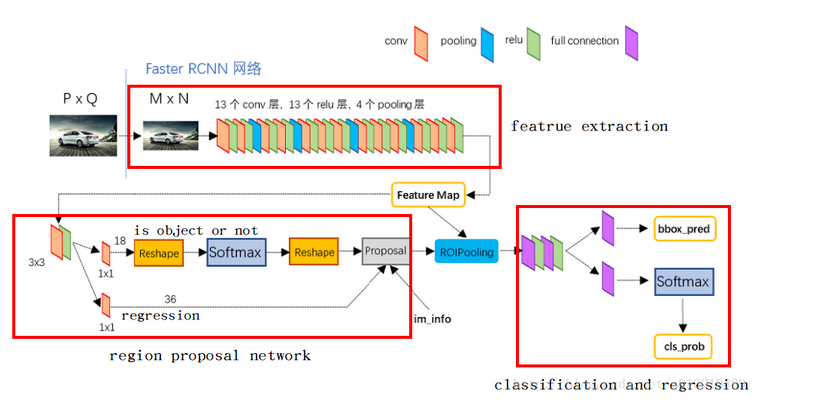 conv pooling relu full connection
Faster RCNN 网络
P x Q
M x N
13 个 conv 层，13 个 relu 层，4 个 pooling 层
featrue extraction
Feature Map
is object or not
18
3x3
1x1
Reshape
Softmax
Reshape
Proposal
ROIPooling
bbox_pred
Softmax
36
regression
1x1
im_info
cls_prob
region proposal network
classification and regression